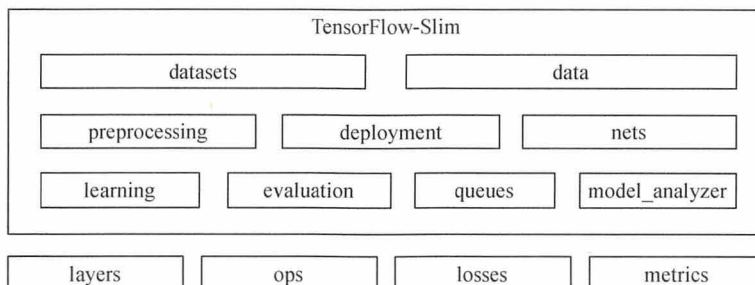 TensorFlow-Slim
datasets data
preprocessing deployment nets
learning evaluation queues model_analyzer
layers ops losses metrics